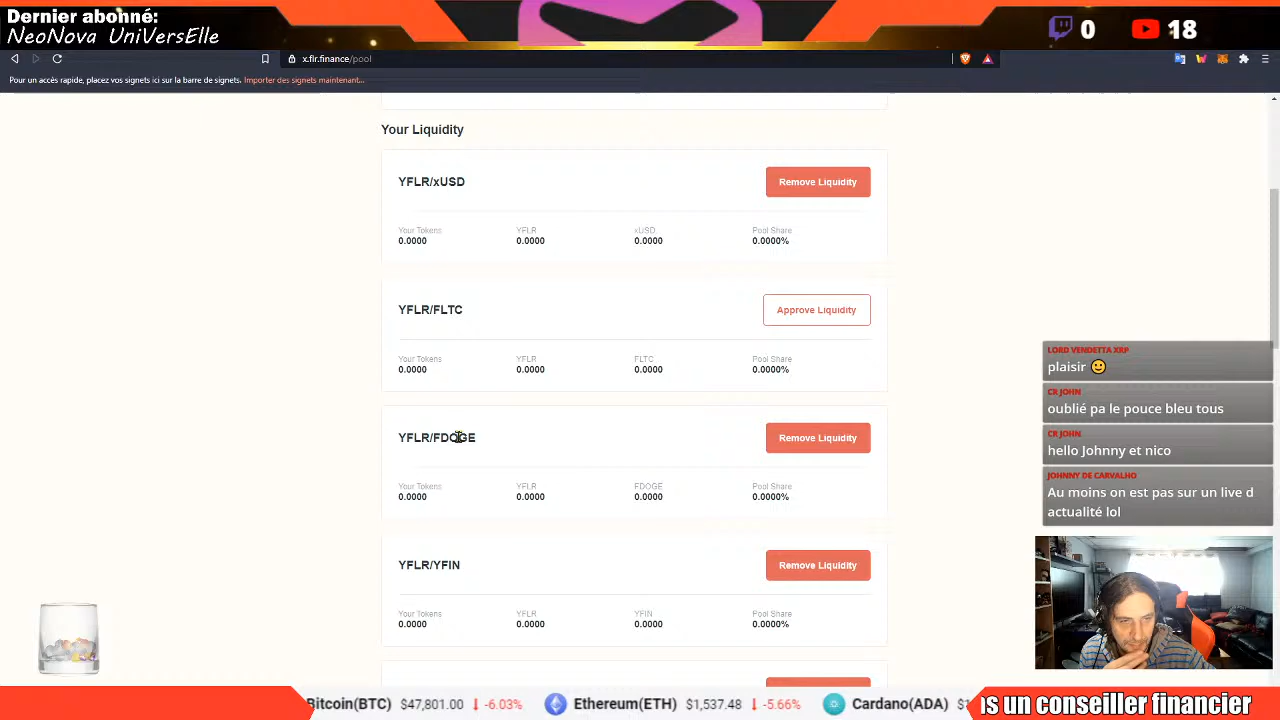 Dernier abonné:
NeoNova UniVersElle
0
18
x.flr.finance/pool
Pour un accès rapide, placez vos signets ici sur la barre de signets. Importer des signets maintenant...
Your Liquidity
YFLR/xUSD
Remove Liquidity
Your Tokens YFLR xUSD Pool Share
0.0000 0.0000 0.0000 0.0000%
YFLR/FLTC
Approve Liquidity
Your Tokens YFLR FLTC Pool Share
0.0000 0.0000 0.0000 0.0000%
YFLR/FDOGE
Remove Liquidity
Your Tokens YFLR FDOGE Pool Share
0.0000 0.0000 0.0000 0.0000%
YFLR/YFIN
Remove Liquidity
Your Tokens YFLR YFIN Pool Share
0.0000 0.0000 0.0000 0.0000%
LORD VENDETTA XRP
plaisir
CR JOHN
oublié pa le pouce bleu tous
CR JOHN
hello Johnny et nico
JOHNNY DE CARVALHO
Au moins on est pas sur un live d
actualité lol
Bitcoin(BTC) $47,801.00 -6.03% Ethereum(ETH) $1,537.48 -5.66% Cardano(ADA) un conseiller financier